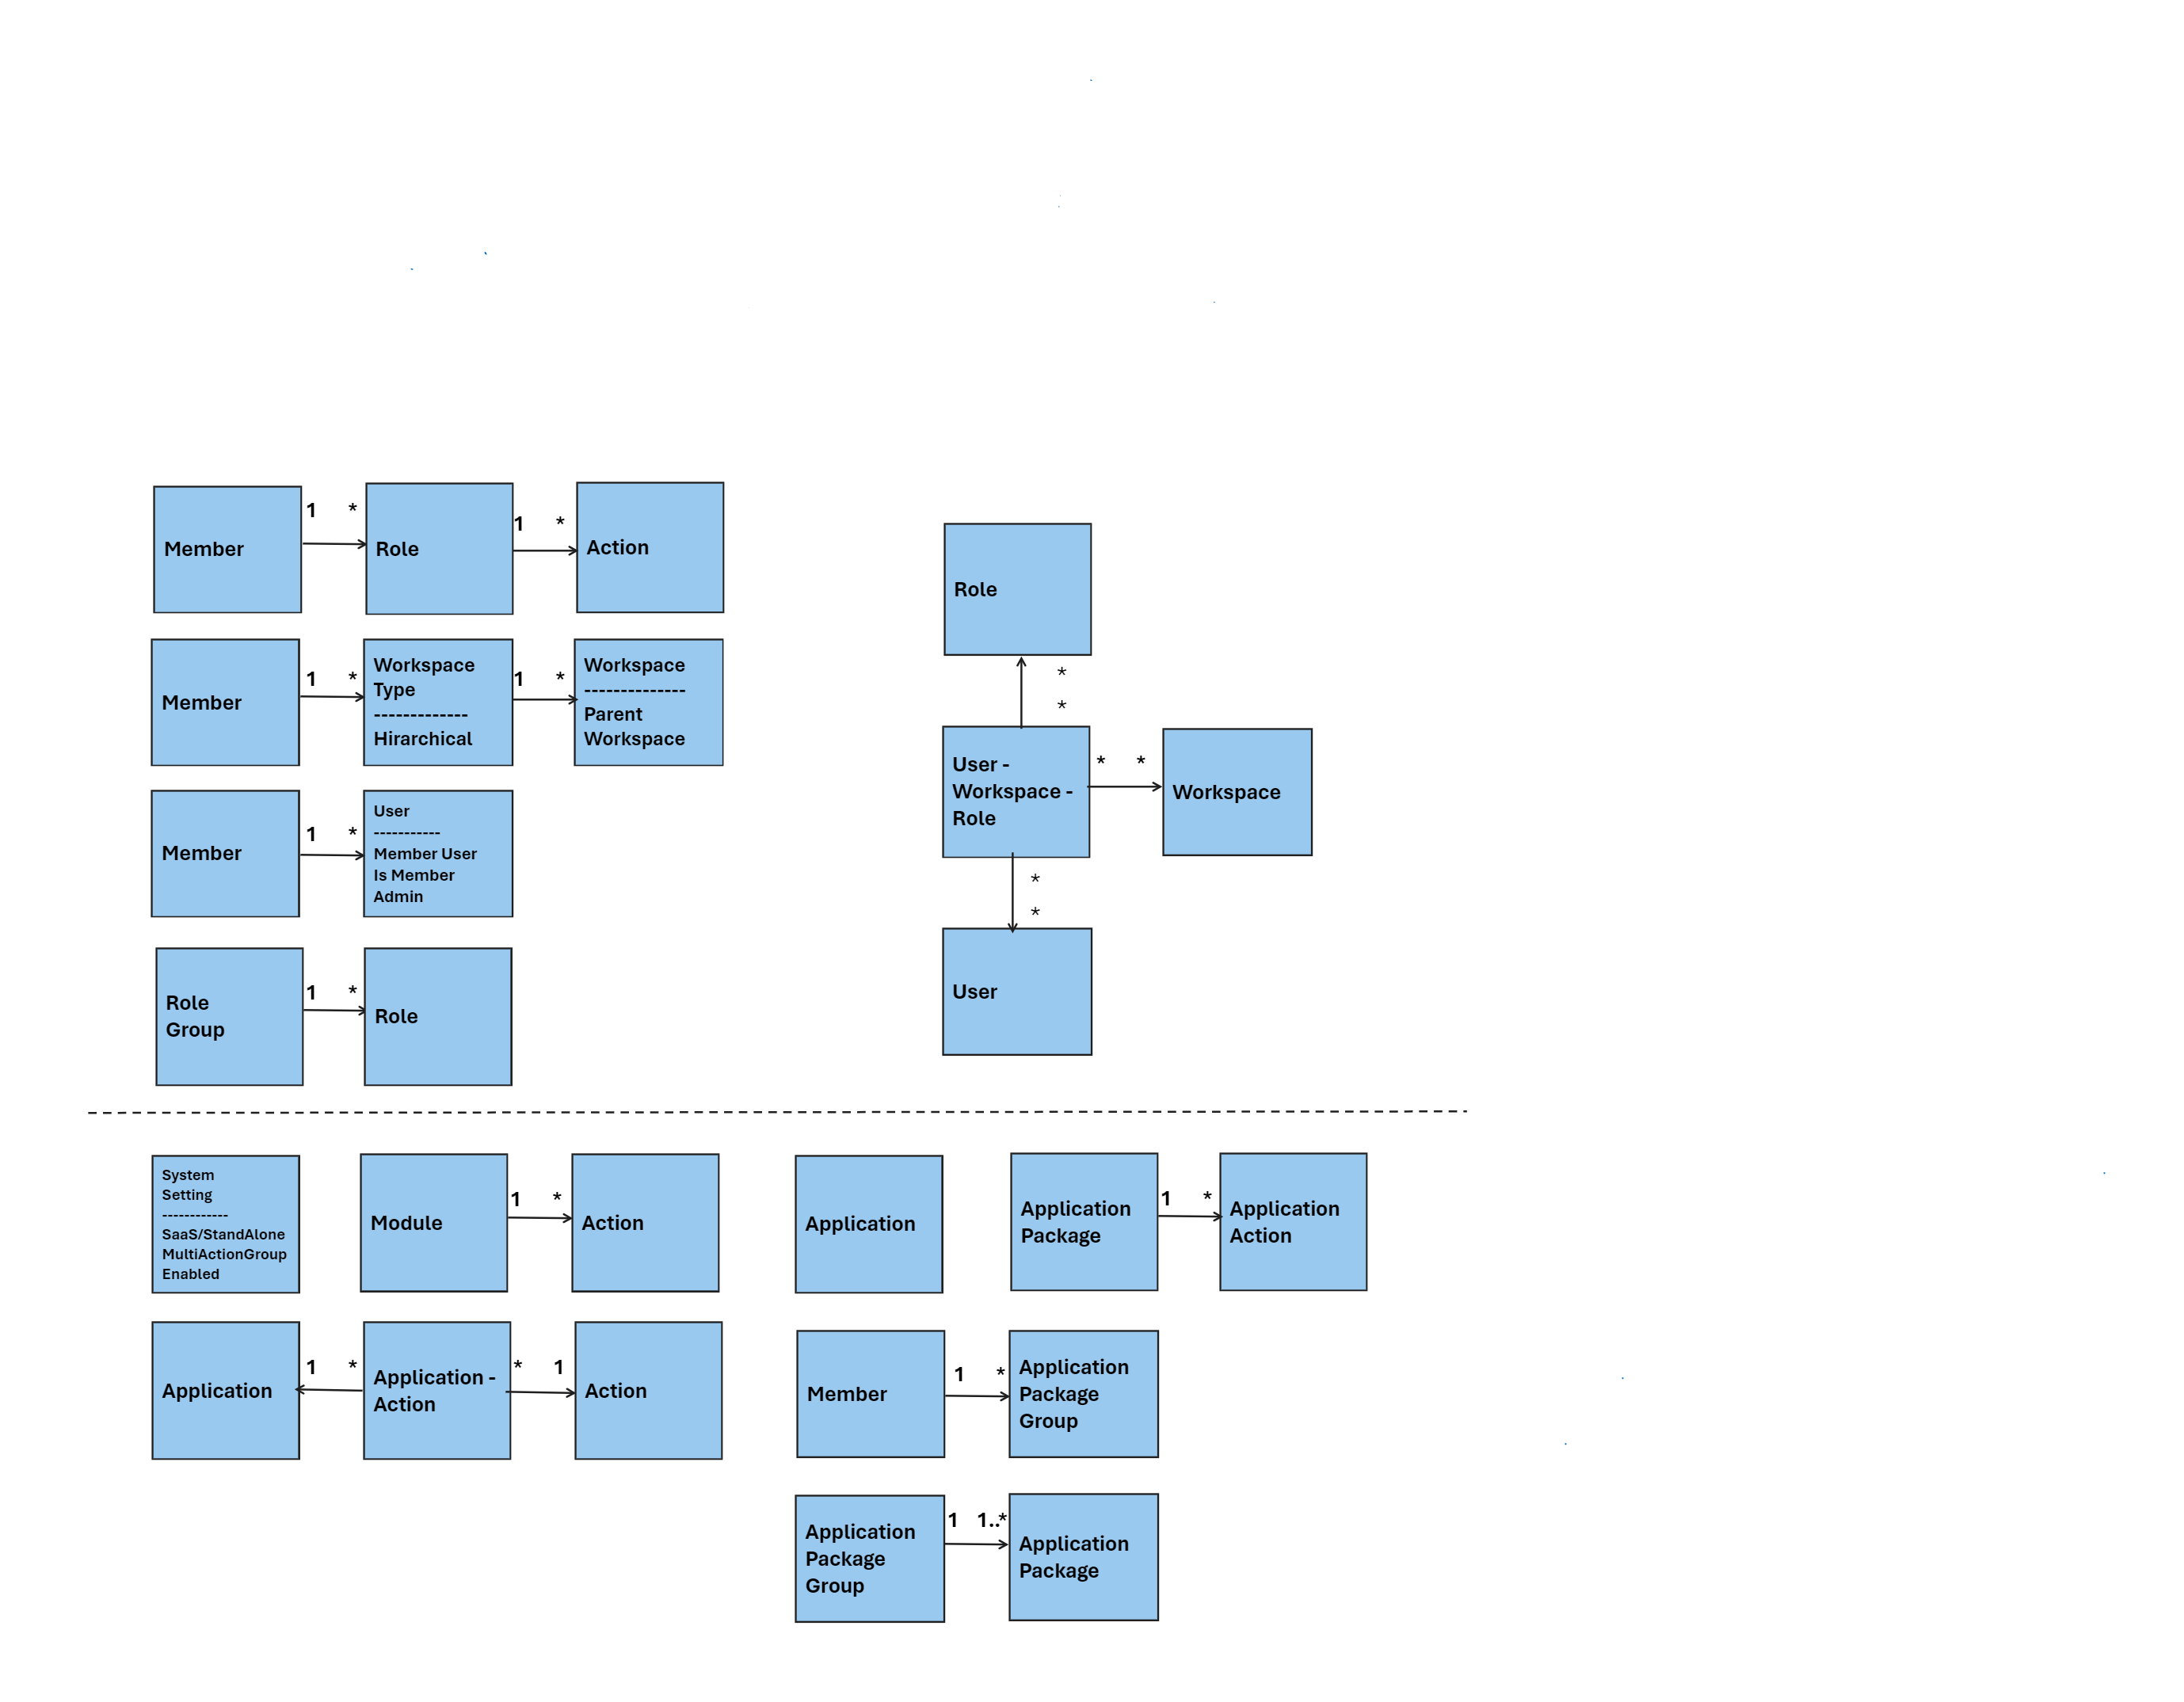 1 *
Member
Role
1 *
Action
Member
1 *
Workspace
Type
-------------
Hirarchical
1 *
Workspace
--------------
Parent
Workspace
Member
1 *
User
-----------
Member User
Is Member
Admin
Role
Group
1 *
Role
Role
*
*
User -
Workspace -
Role
* *
Workspace
*
*
User
System
Setting
------------
SaaS/StandAlone
MultiActionGroup
Enabled
Module
1 *
Action
Application
Application
Package
1 *
Application
Action
Application
1 *
Application -
Action
* 1
Action
Member
1 *
Application
Package
Group
Application
Package
Group
1 1..*
Application
Package